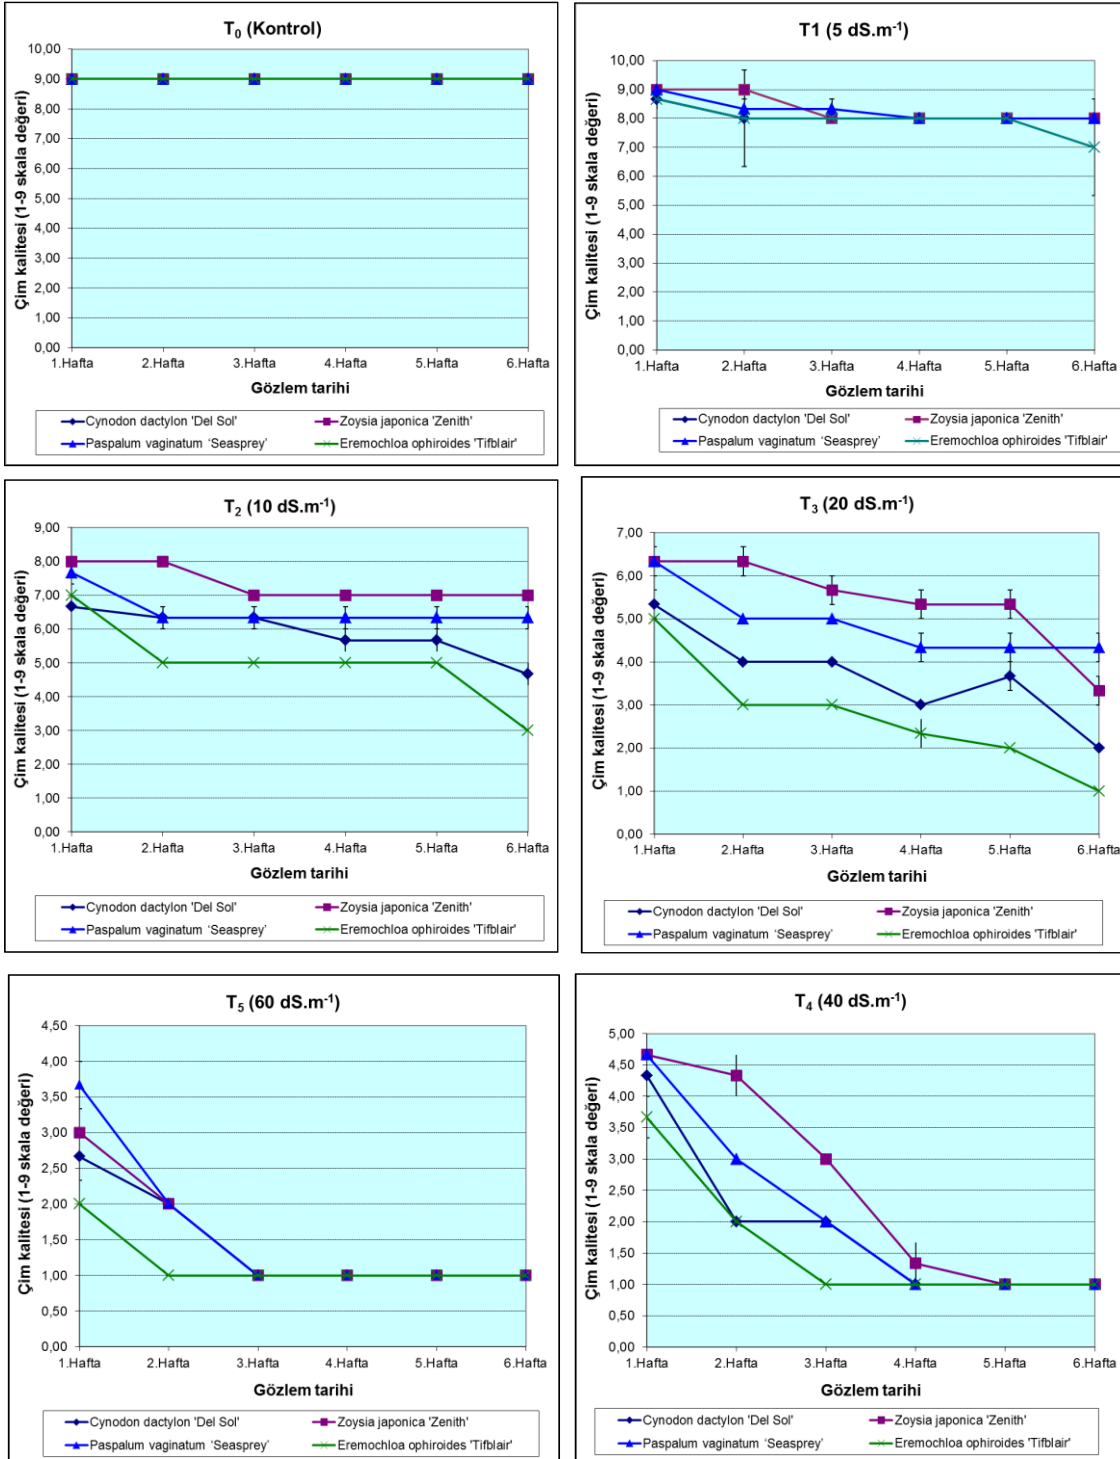 T₀ (Kontrol)
Çim kalitesi (1-9 skala değeri)
10,00
9,00
8,00
7,00
6,00
5,00
4,00
3,00
2,00
1,00
0,00
1.Hafta 2.Hafta 3.Hafta 4.Hafta 5.Hafta 6.Hafta
Gözlem tarihi
Cynodon dactylon 'Del Sol' Zoysia japonica 'Zenith'
Paspalum vaginatum ‘Seasprey’ Eremochloa ophiroides 'Tifblair'
T1 (5 dS.m⁻¹)
Çim kalitesi (1-9 skala değeri)
10,00
9,00
8,00
7,00
6,00
5,00
4,00
3,00
2,00
1,00
0,00
1.Hafta 2.Hafta 3.Hafta 4.Hafta 5.Hafta 6.Hafta
Gözlem tarihi
Cynodon dactylon 'Del Sol' Zoysia japonica 'Zenith'
Paspalum vaginatum ‘Seasprey’ Eremochloa ophiroides 'Tifblair'
T₂ (10 dS.m⁻¹)
Çim kalitesi (1-9 skala değeri)
9,00
8,00
7,00
6,00
5,00
4,00
3,00
2,00
1,00
0,00
1.Hafta 2.Hafta 3.Hafta 4.Hafta 5.Hafta 6.Hafta
Gözlem tarihi
Cynodon dactylon 'Del Sol' Zoysia japonica 'Zenith'
Paspalum vaginatum ‘Seasprey’ Eremochloa ophiroides 'Tifblair'
T₃ (20 dS.m⁻¹)
Çim kalitesi (1-9 skala değeri)
7,00
6,00
5,00
4,00
3,00
2,00
1,00
0,00
1.Hafta 2.Hafta 3.Hafta 4.Hafta 5.Hafta 6.Hafta
Gözlem tarihi
Cynodon dactylon 'Del Sol' Zoysia japonica 'Zenith'
Paspalum vaginatum ‘Seasprey’ Eremochloa ophiroides 'Tifblair'
T₅ (60 dS.m⁻¹)
Çim kalitesi (1-9 skala değeri)
4,50
4,00
3,50
3,00
2,50
2,00
1,50
1,00
0,50
0,00
1.Hafta 2.Hafta 3.Hafta 4.Hafta 5.Hafta 6.Hafta
Gözlem tarihi
Cynodon dactylon 'Del Sol' Zoysia japonica 'Zenith'
Paspalum vaginatum ‘Seasprey’ Eremochloa ophiroides 'Tifblair'
T₄ (40 dS.m⁻¹)
Çim kalitesi (1-9 skala değeri)
5,00
4,50
4,00
3,50
3,00
2,50
2,00
1,50
1,00
0,50
0,00
1.Hafta 2.Hafta 3.Hafta 4.Hafta 5.Hafta 6.Hafta
Gözlem tarihi
Cynodon dactylon 'Del Sol' Zoysia japonica 'Zenith'
Paspalum vaginatum ‘Seasprey’ Eremochloa ophiroides 'Tifblair'